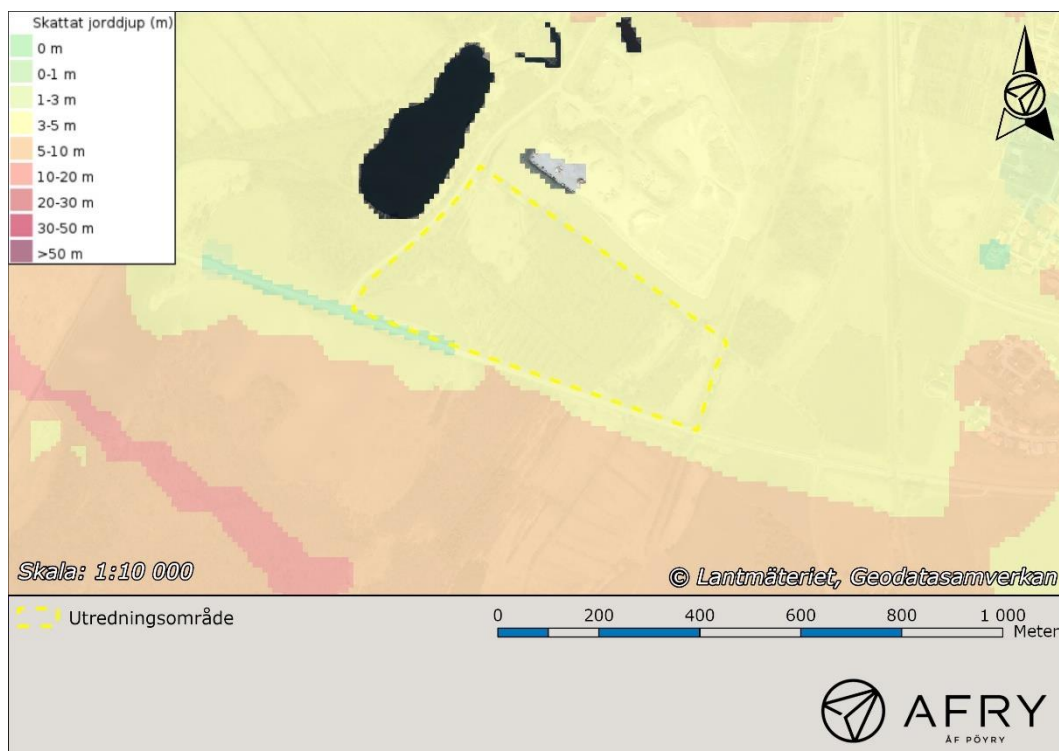 Skattat jorddjup (m)
0 m
0-1 m
1-3 m
3-5 m
5-10 m
10-20 m
20-30 m
30-50 m
>50 m
Skala: 1:10 000
© Lantmäteriet, Geodatasamverkan
Utredningsområde
0 200 400 600 800 1 000
Meter
AFRY
ÅF PÖYRY